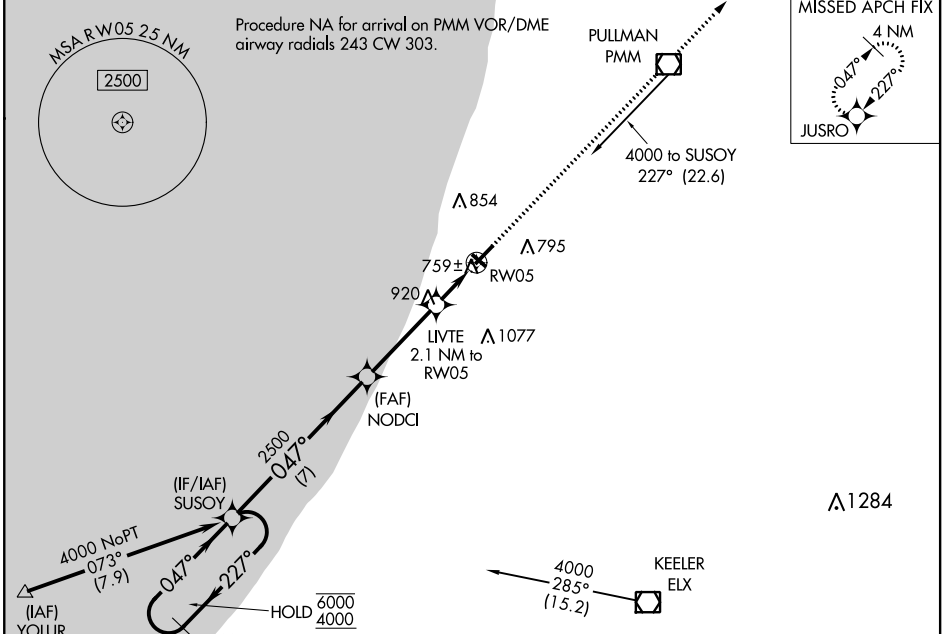 MSA RW05 25 NM
2500
Procedure NA for arrival on PMM VOR/DME
airway radials 243 CW 303.
PULLMAN
PMM
MISSED APCH FIX
4 NM
047°
227°
JUSRO
4000 to SUSOY
227° (22.6)
854
795
759±
RW05
920
LIVTE
2.1 NM to
RW05
1077
(FAF)
NODCI
2500
047°
(7)
(IF/IAF)
SUSOY
4000 NoPT
073°
(7.9)
047°
227°
(IAF)
HOLD 6000
4000
4000
285°
(15.2)
KEELER
ELX
1284